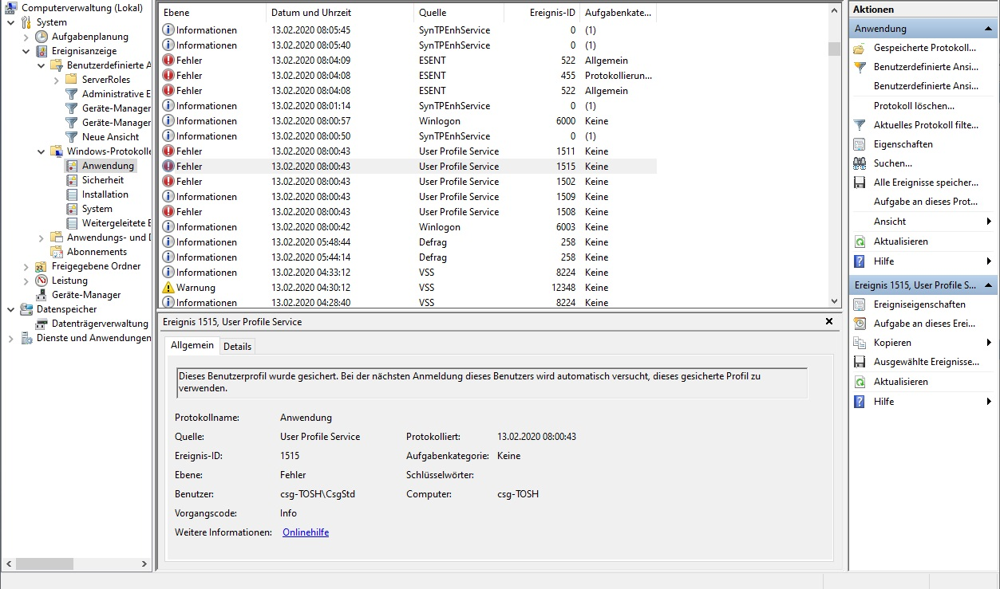 Computerverwaltung (Lokal)
System
Aufgabenplanung
Ereignisanzeige
Benutzerdefinierte A
ServerRoles
Administrative E
Geräte-Manager
Geräte-Manager
Neue Ansicht
Windows-Protokolle
Anwendung
Sicherheit
Installation
System
Weitergeleitete E
Anwendungs- und D
Abonnements
Freigegebene Ordner
Leistung
Geräte-Manager
Datenspeicher
Datenträgerverwaltung
Dienste und Anwendungen
Ebene Datum und Uhrzeit Quelle Ereignis-ID Aufgabenkate...
Informationen 13.02.2020 08:05:45 SynTPEnhService 0 (1)
Informationen 13.02.2020 08:05:40 SynTPEnhService 0 (1)
Fehler 13.02.2020 08:04:09 ESENT 522 Allgemein
Fehler 13.02.2020 08:04:08 ESENT 455 Protokollierun...
Fehler 13.02.2020 08:04:08 ESENT 522 Allgemein
Informationen 13.02.2020 08:01:14 SynTPEnhService 0 (1)
Informationen 13.02.2020 08:00:57 Winlogon 6000 Keine
Informationen 13.02.2020 08:00:50 SynTPEnhService 0 (1)
Fehler 13.02.2020 08:00:43 User Profile Service 1511 Keine
Fehler 13.02.2020 08:00:43 User Profile Service 1515 Keine
Fehler 13.02.2020 08:00:43 User Profile Service 1502 Keine
Informationen 13.02.2020 08:00:43 User Profile Service 1509 Keine
Fehler 13.02.2020 08:00:43 User Profile Service 1508 Keine
Informationen 13.02.2020 08:00:42 Winlogon 6003 Keine
Informationen 13.02.2020 05:48:44 Defrag 258 Keine
Informationen 13.02.2020 05:44:14 Defrag 258 Keine
Informationen 13.02.2020 04:33:12 VSS 8224 Keine
Warnung 13.02.2020 04:30:12 VSS 12348 Keine
Informationen 13.02.2020 04:28:40 VSS 8224 Keine
Ereignis 1515, User Profile Service
Allgemein Details
Dieses Benutzerprofil wurde gesichert. Bei der nächsten Anmeldung dieses Benutzers wird automatisch versucht, dieses gesicherte Profil zu
verwenden.
Protokollname: Anwendung
Quelle: User Profile Service Protokolliert: 13.02.2020 08:00:43
Ereignis-ID: 1515 Aufgabenkategorie: Keine
Ebene: Fehler Schlüsselwörter:
Benutzer: csg-TOSH\CsgStd Computer: csg-TOSH
Vorgangscode: Info
Weitere Informationen: Onlinehilfe
Aktionen
Anwendung
Gespeicherte Protokoll...
Benutzerdefinierte Ansi...
Benutzerdefinierte Ansi...
Protokoll löschen...
Aktuelles Protokoll filte...
Eigenschaften
Suchen...
Alle Ereignisse speicher...
Aufgabe an dieses Prot...
Ansicht
Aktualisieren
Hilfe
Ereignis 1515, User Profile S...
Ereigniseigenschaften
Aufgabe an dieses Erei...
Kopieren
Ausgewählte Ereignisse...
Aktualisieren
Hilfe